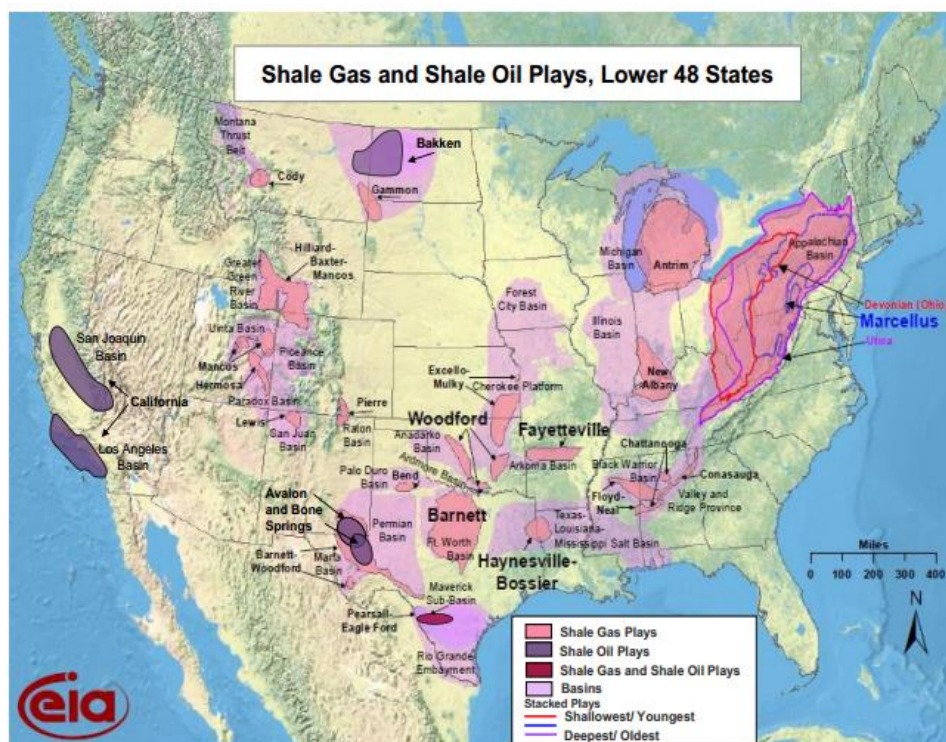 Shale Gas and Shale Oil Plays, Lower 48 States
Montana
Thrust
Belt
Cody
Bakken
Gammon
Hilliard-
Baxter-
Mancos
Greater
Green
River
Basin
Uinta Basin
Mancos
Piceance
Basin
Hermosa
Paradox Basin
Lewis
San Juan
Basin
San Joaquin
Basin
California
Los Angeles
Basin
Pierre
Raton
Basin
Forest
City Basin
Excello-
Mulky
Cherokee Platform
Michigan
Basin
Antrim
Illinois
Basin
New
Albany
Appalachian
Basin
Devonian (Ohio
Marcellus
Utica
Woodford
Anadarko
Basin
Ardmore Basin
Palo Duro
Basin
Bend
Fayetteville
Arkoma Basin
Chattanooga
Black Warrior
Basin
Conasauga
Floyd-
Neal
Valley and
Ridge Province
Avalon
and Bone
Springs
Permian
Basin
Barnett
Ft. Worth
Basin
Barnett-
Woodford
Marfa
Basin
Texas-
Louisiana-
Mississippi Salt Basin
Haynesville-
Bossier
Maverick
Sub-Basin
Pearsall-
Eagle Ford
Rio Grande
Embayment
Miles
0 100 200 300 400
N
Shale Gas Plays
Shale Oil Plays
Shale Gas and Shale Oil Plays
Basins
Stacked Plays
Shallowest/ Youngest
Deepest/ Oldest
eia